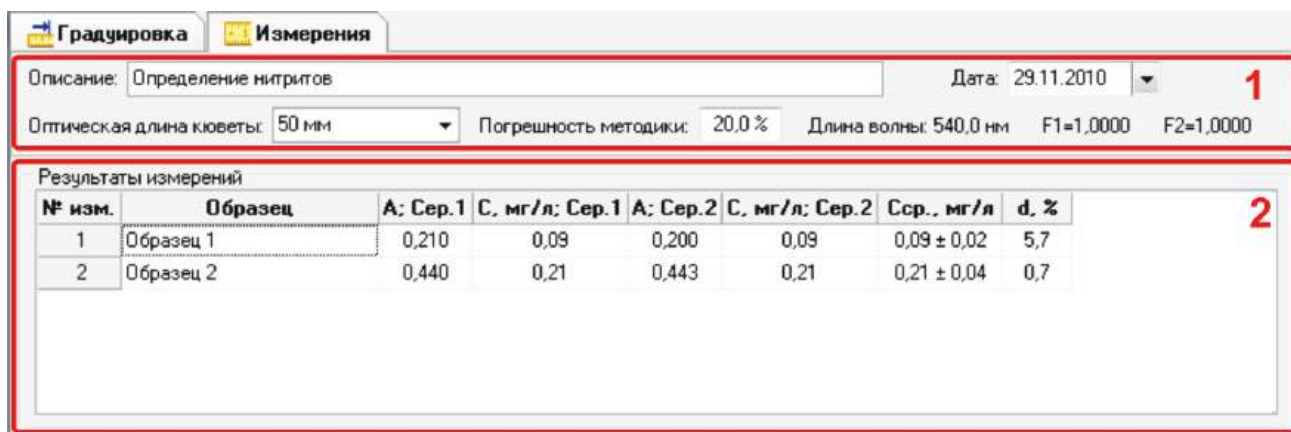 Градуировка Измерения
Описание: Определение нитритов Дата: 29.11.2010 1
Оптическая длина кюветы: 50 мм Погрешность методики: 20,0 % Длина волны: 540,0 нм F1=1,0000 F2=1,0000
Результаты измерений
№ изм. Образец А; Сер.1 С, мг/л; Сер.1 А; Сер.2 С, мг/л; Сер.2 Сср., мг/л d, % 2
1 Образец 1 0,210 0,09 0,200 0,09 0,09 ± 0,02 5,7
2 Образец 2 0,440 0,21 0,443 0,21 0,21 ± 0,04 0,7